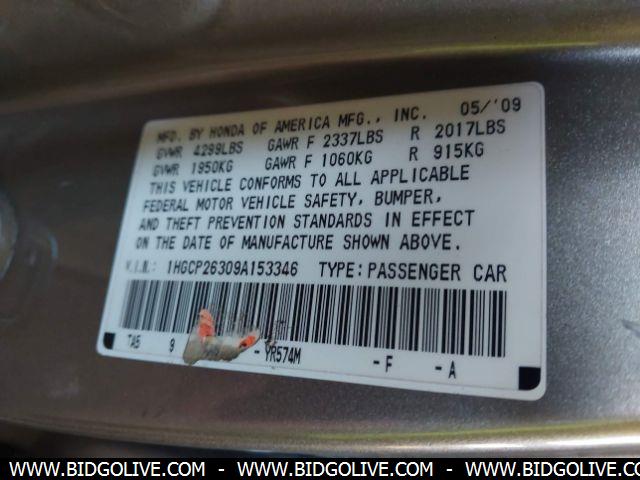 MFD. BY HONDA OF AMERICA MFG., INC. 05/'09
GVWR 4299LBS GAWR F 2337LBS R 2017LBS
GVWR 1950KG GAWR F 1060KG R 915KG
THIS VEHICLE CONFORMS TO ALL APPLICABLE
FEDERAL MOTOR VEHICLE SAFETY, BUMPER,
AND THEFT PREVENTION STANDARDS IN EFFECT
ON THE DATE OF MANUFACTURE SHOWN ABOVE.
V.I.N: 1HGCP26309A153346 TYPE:PASSENGER CAR
TA5 9 -YR574M -F -A
WWW.BIDGOLIVE.COM - WWW.BIDGOLIVE.COM - WWW.BIDGOLIVE.COM